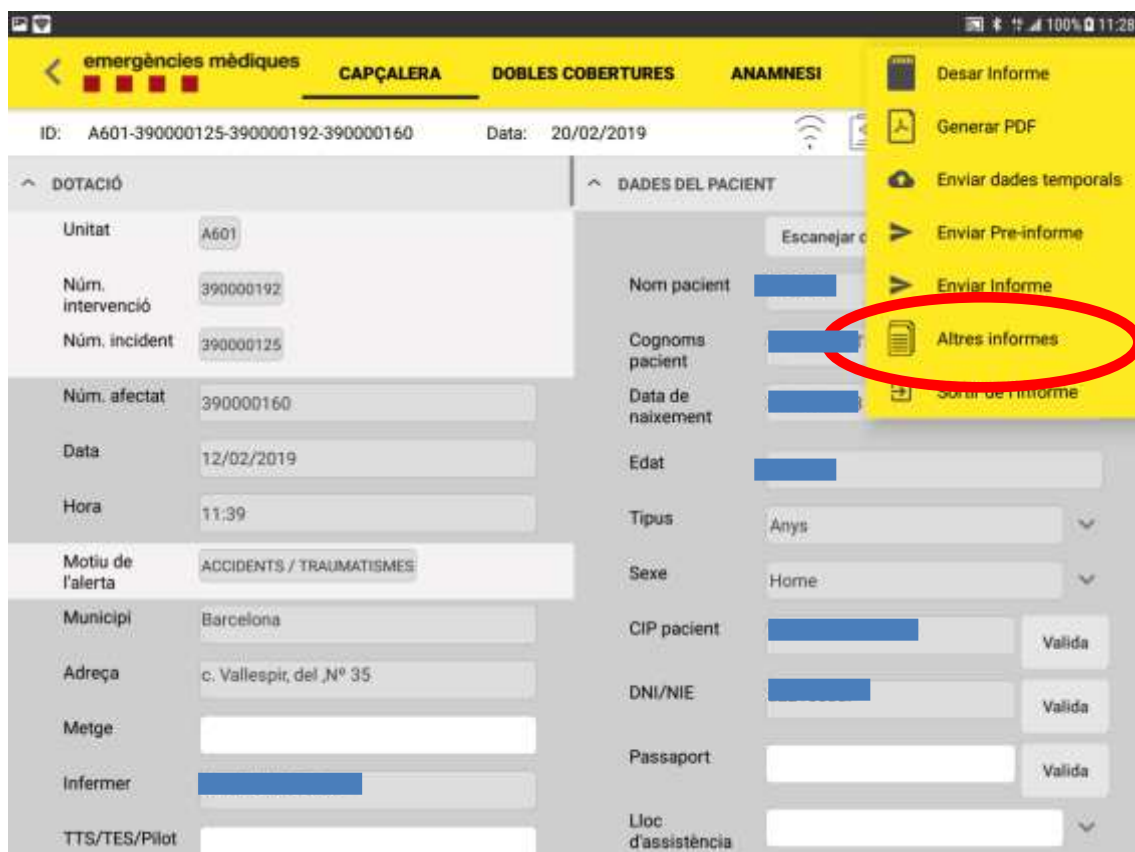 100% 11:28
emergències mèdiques
CAPÇALERA
DOBLES COBERTURES
ANAMNESI
ID: A601-390000125-390000192-390000160
Data: 20/02/2019
Desar Informe
Generar PDF
Enviar dades temporals
Enviar Pre-informe
Enviar Informe
Altres informes
Sortir de l'informe
DOTACIÓ
Unitat
A601
Núm.
intervenció
390000192
Núm. incident
390000125
Núm. afectat
390000160
Data
12/02/2019
Hora
11:39
Motiu de
l'alerta
ACCIDENTS / TRAUMATISMES
Municipi
Barcelona
Adreça
c. Vallespir, del ,Nº 35
Metge
Infermer
TTS/TES/Pilot
DADES DEL PACIENT
Escanejar
Nom pacient
Cognoms
pacient
Data de
naixement
Edat
Tipus
Anys
Sexe
Home
CIP pacient
Valida
DNI/NIE
Valida
Passaport
Valida
Lloc
d'assistència